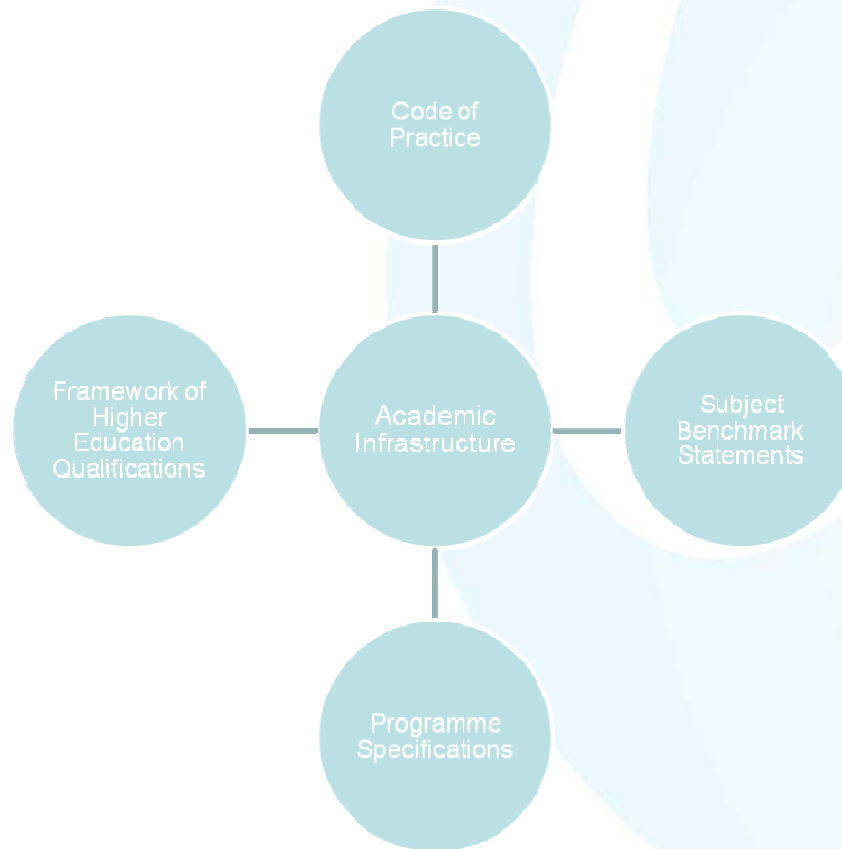 Code of
Practice
Framework of
Higher
Education
Qualifications
Academic
Infrastructure
Subject
Benchmark
Statements
Programme
Specifications